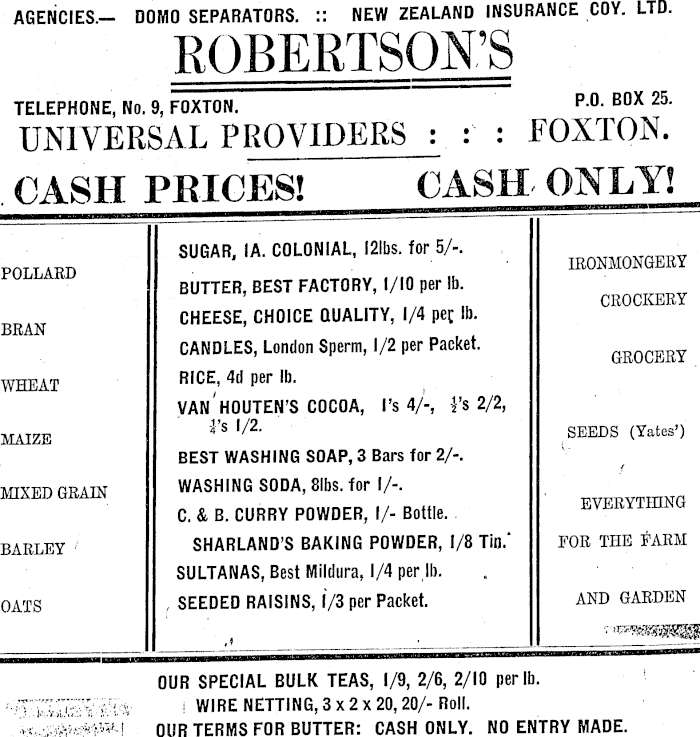 AGENCIES.— DOMO SEPARATORS. :: NEW ZEALAND INSURANCE COY. LTD.
ROBERTSON'S
TELEPHONE, No. 9, FOXTON.
P.O. BOX 25.
UNIVERSAL PROVIDERS : : : FOXTON.
CASH PRICES! CASH ONLY!
POLLARD
BRAN
WHEAT
MAIZE
MIXED GRAIN
BARLEY
OATS
SUGAR, 1A. COLONIAL, 12lbs. for 5/-.
BUTTER, BEST FACTORY, 1/10 per lb.
CHEESE, CHOICE QUALITY, 1/4 per lb.
CANDLES, London Sperm, 1/2 per Packet.
RICE, 4d per lb.
VAN HOUTEN'S COCOA, 1's 4/-, ½'s 2/2,
¼'s 1/2.
BEST WASHING SOAP, 3 Bars for 2/-.
WASHING SODA, 8lbs. for 1/-.
C. & B. CURRY POWDER, 1/- Bottle.
SHARLAND'S BAKING POWDER, 1/8 Tin.
SULTANAS, Best Mildura, 1/4 per lb.
SEEDED RAISINS, 1/3 per Packet.
IRONMONGERY
CROCKERY
GROCERY
SEEDS (Yates')
EVERYTHING
FOR THE FARM
AND GARDEN
OUR SPECIAL BULK TEAS, 1/9, 2/6, 2/10 per lb.
WIRE NETTING, 3 x 2 x 20, 20/- Roll.
OUR TERMS FOR BUTTER: CASH ONLY. NO ENTRY MADE.